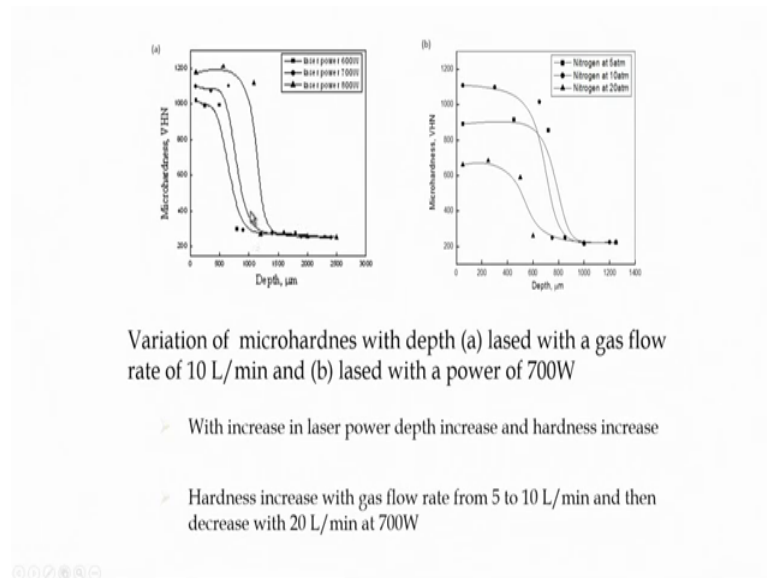 (a)
(b)
laser power 600W
laser power 700W
laser power 800W
Nitrogen at 5atm
Nitrogen at 10atm
Nitrogen at 20atm
Microhardness, VHN
1200
1000
800
600
400
200
0
500
1000
1500
2000
2500
3000
Depth, μm
Microhardness, VHN
1200
1000
800
600
400
200
0
200
400
600
800
1000
1200
1400
Depth, μm
Variation of microhardnes with depth (a) lased with a gas flow
rate of 10 L/min and (b) lased with a power of 700W
With increase in laser power depth increase and hardness increase
Hardness increase with gas flow rate from 5 to 10 L/min and then
decrease with 20 L/min at 700W